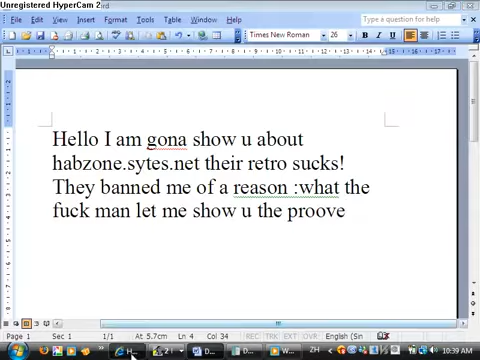 Unregistered HyperCam 2
File Edit View Insert Format Tools Table Window Help Type a question for help
Times New Roman 26 B I U
Hello I am gona show u about
habzone.sytes.net their retro sucks!
They banned me of a reason :what the
fuck man let me show u the proove
Page 1 Sec 1 1/1 At 5.7cm Ln 4 Col 34 REC TRK EXT OVR English (Sin
H... 2 I D... D... W... ZH 10:39 AM